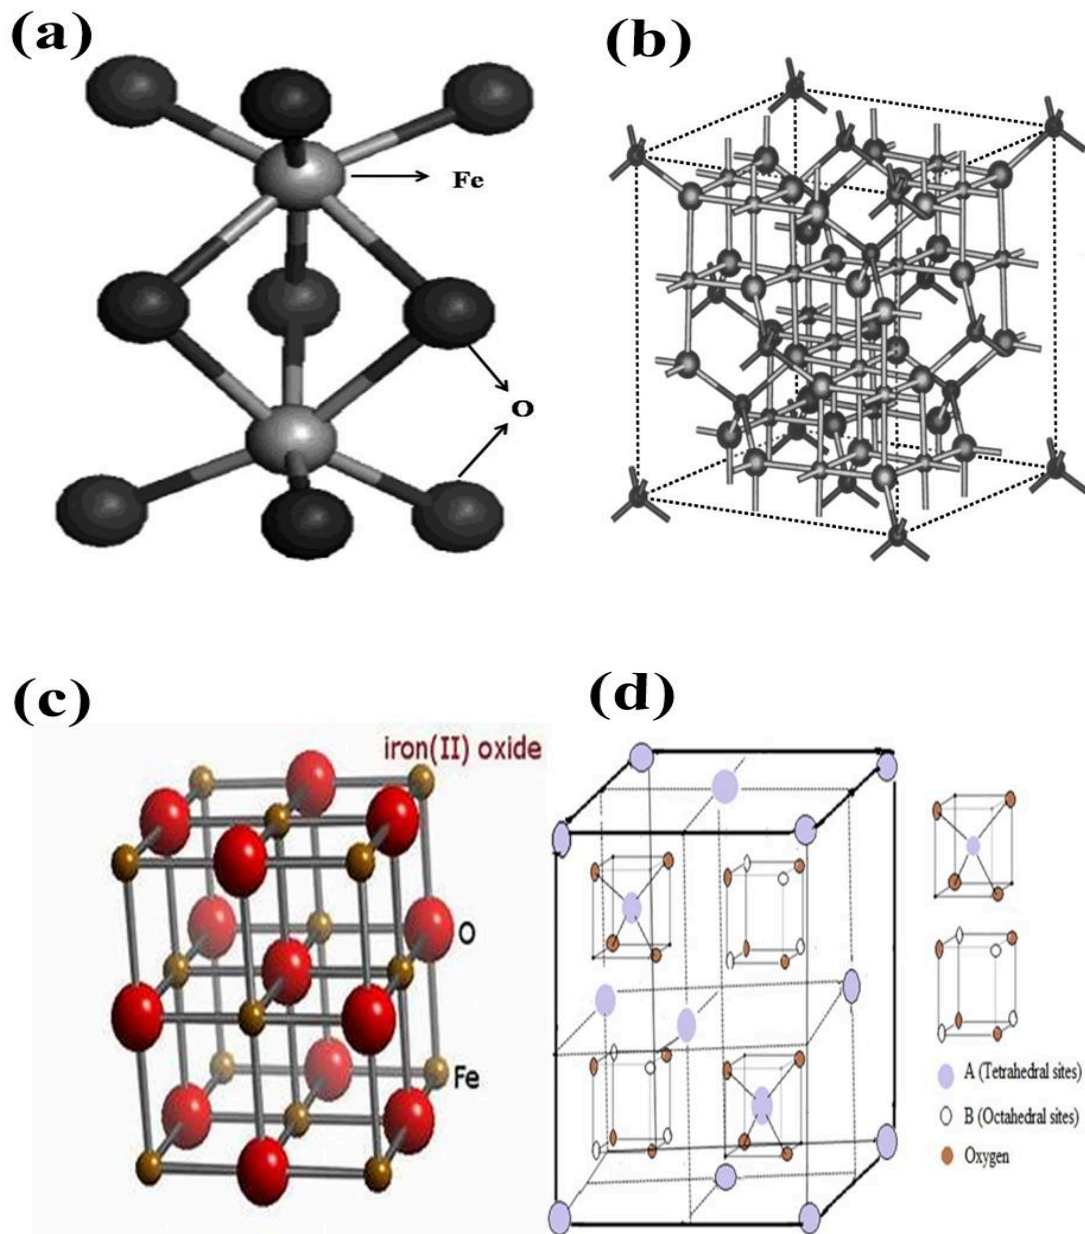 (a)
(b)
Fe
O
(c)
(d)
iron(II) oxide
O
Fe
A (Tetrahedral sites)
B (Octahedral sites)
Oxygen